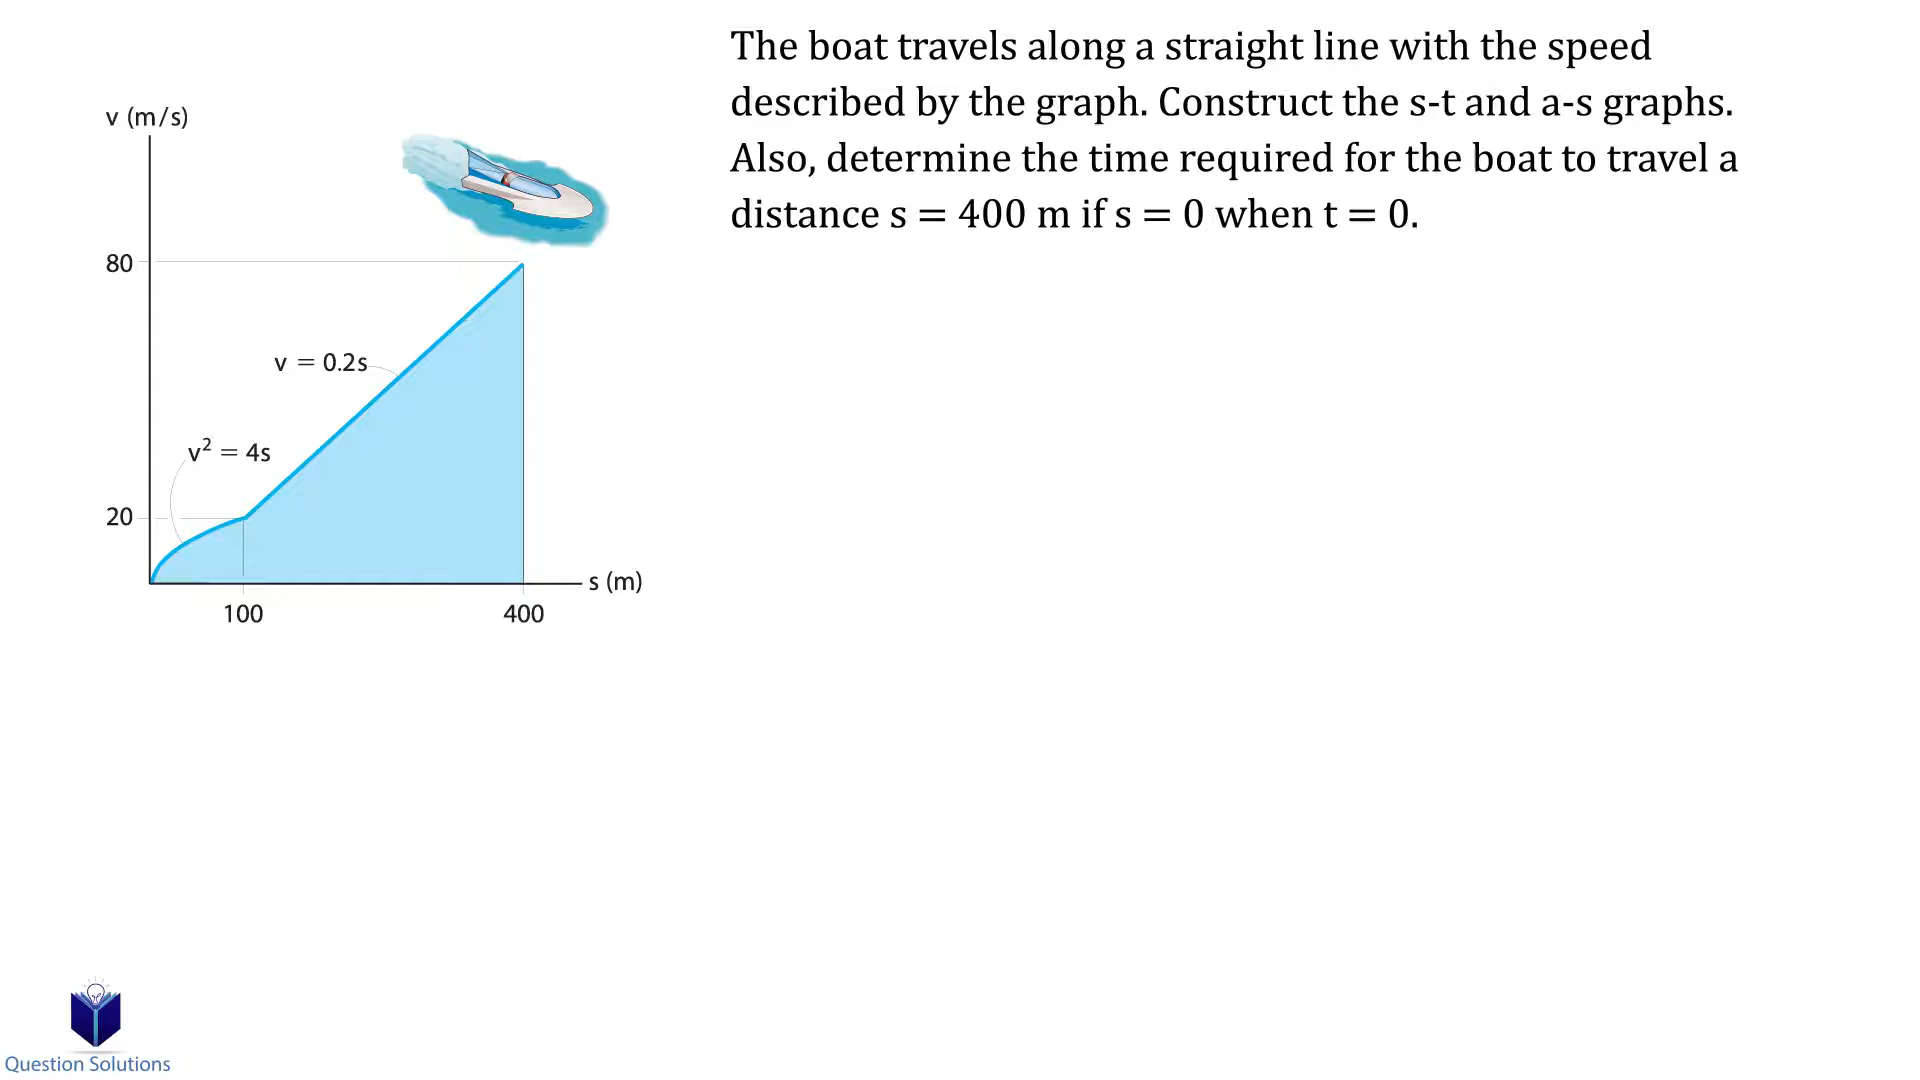 The boat travels along a straight line with the speed
described by the graph. Construct the s-t and a-s graphs.
Also, determine the time required for the boat to travel a
distance s = 400 m if s = 0 when t = 0.
v (m/s)
80
v = 0.2s
v² = 4s
20
s (m)
100 400
Question Solutions